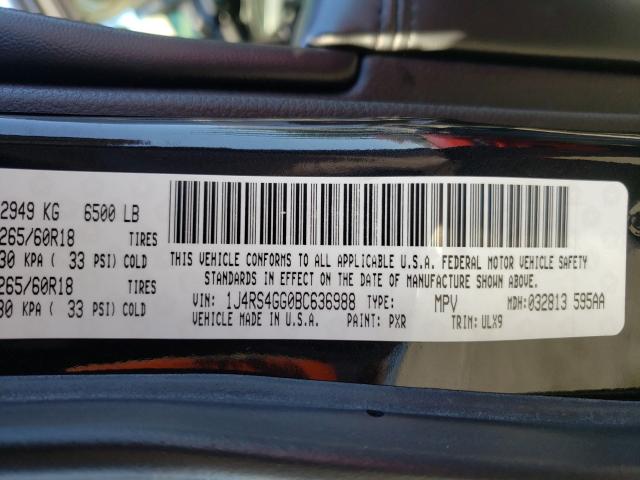 2949 KG 6500 LB
265/60R18 TIRES
30 KPA ( 33 PSI) COLD
265/60R18 TIRES
30 KPA ( 33 PSI) COLD
THIS VEHICLE CONFORMS TO ALL APPLICABLE U.S.A. FEDERAL MOTOR VEHICLE SAFETY
STANDARDS IN EFFECT ON THE DATE OF MANUFACTURE SHOWN ABOVE.
VIN: 1J4RS4GG0BC636988 TYPE: MPV MDH:032813 595AA
VEHICLE MADE IN U.S.A. PAINT: PXR TRIM: ULX9